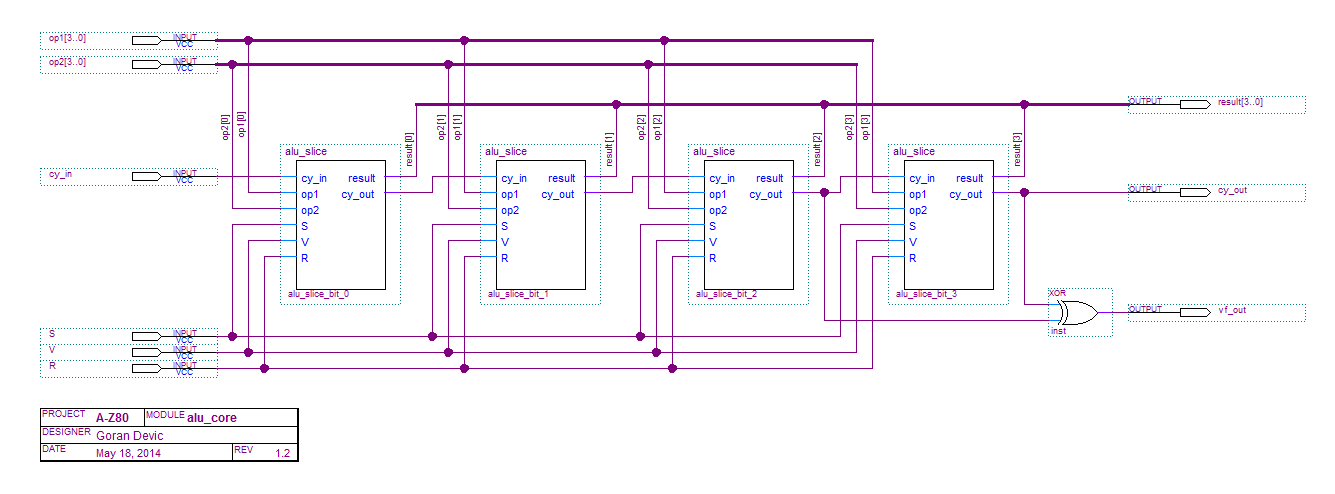 op1[3..0] INPUT VCC
op2[3..0] INPUT VCC
OUTPUT result[3..0]
op2[0] op1[0] result[0] op2[1] op1[1] result[1] op2[2] op1[2] result[2] op2[3] op1[3] result[3]
alu_slice alu_slice alu_slice alu_slice
cy_in INPUT VCC
cy_in result cy_in result cy_in result cy_in result
op1 cy_out op1 cy_out op1 cy_out op1 cy_out
OUTPUT cy_out
op2 op2 op2 op2
S S S S
V V V V
R R R R
alu_slice_bit_0 alu_slice_bit_1 alu_slice_bit_2 alu_slice_bit_3
XOR
OUTPUT vf_out
inst
S INPUT VCC
V INPUT VCC
R INPUT VCC
PROJECT A-Z80 MODULE alu_core
DESIGNER Goran Devic
DATE May 18, 2014 REV 1.2